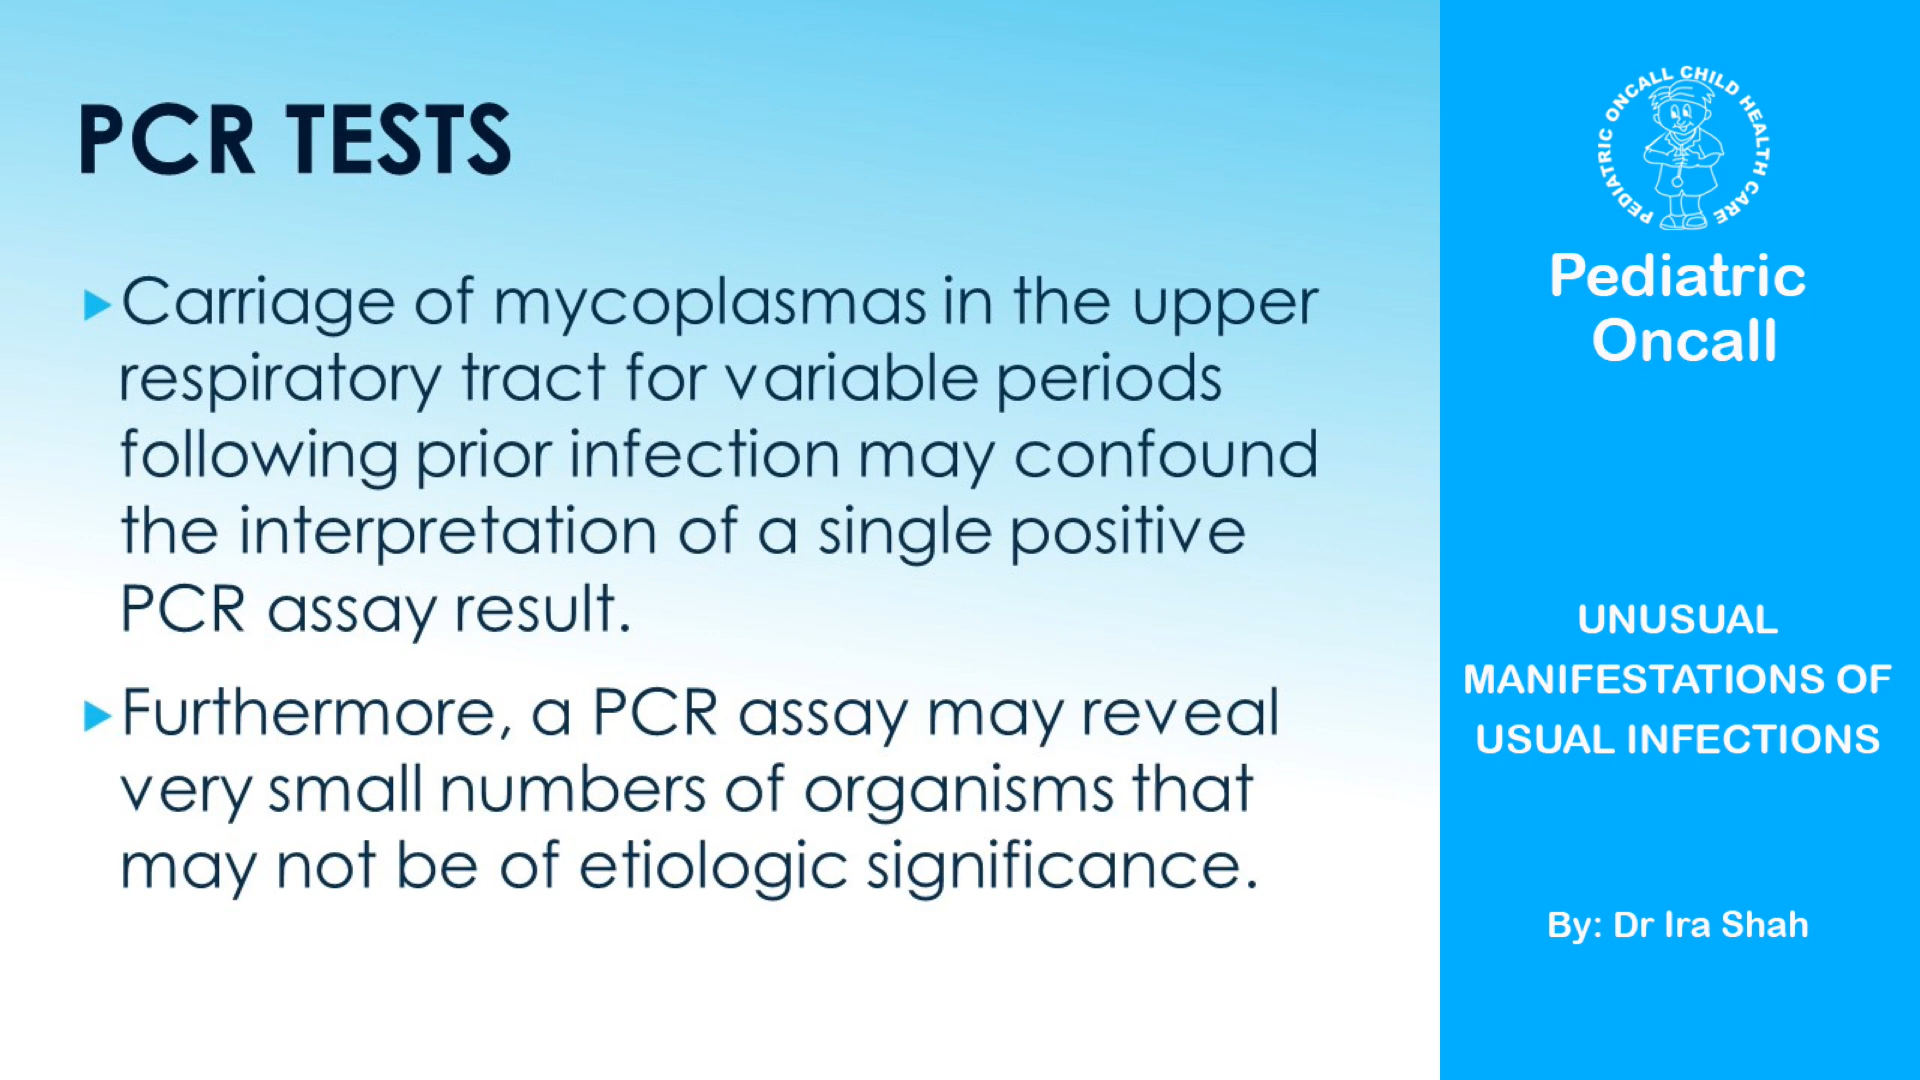 PCR TESTS
Carriage of mycoplasmas in the upper
respiratory tract for variable periods
following prior infection may confound
the interpretation of a single positive
PCR assay result.
Furthermore, a PCR assay may reveal
very small numbers of organisms that
may not be of etiologic significance.
PEDIATRIC ONCALL CHILD HEALTH CARE
Pediatric
Oncall
UNUSUAL
MANIFESTATIONS OF
USUAL INFECTIONS
By: Dr Ira Shah